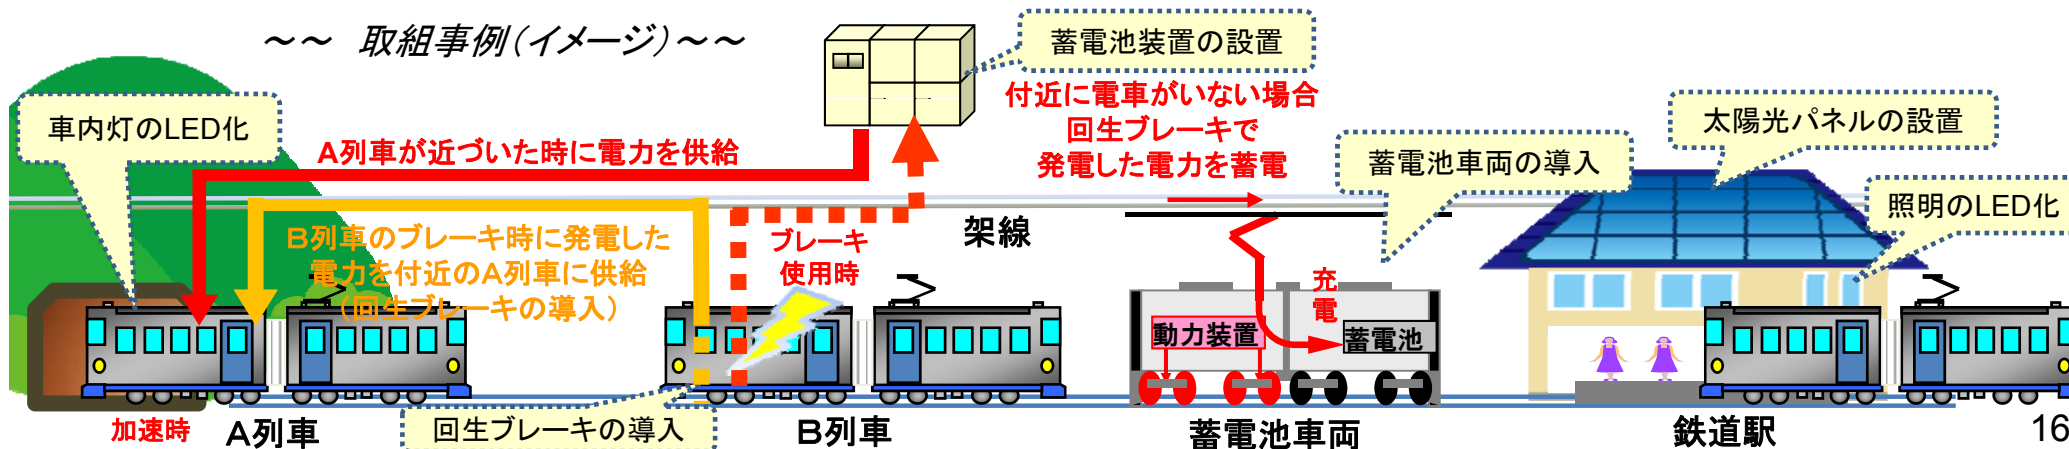 ～～　取組事例（イメージ）～～
蓄電池装置の設置
車内灯のLED化
A列車が近づいた時に電力を供給
付近に電車がいない場合
回生ブレーキで
発電した電力を蓄電
太陽光パネルの設置
蓄電池車両の導入
照明のLED化
B列車のブレーキ時に発電した
電力を付近のA列車に供給
（回生ブレーキの導入）
ブレーキ
使用時
架線
充
電
動力装置
蓄電池
加速時
A列車
回生ブレーキの導入
B列車
蓄電池車両
鉄道駅
16